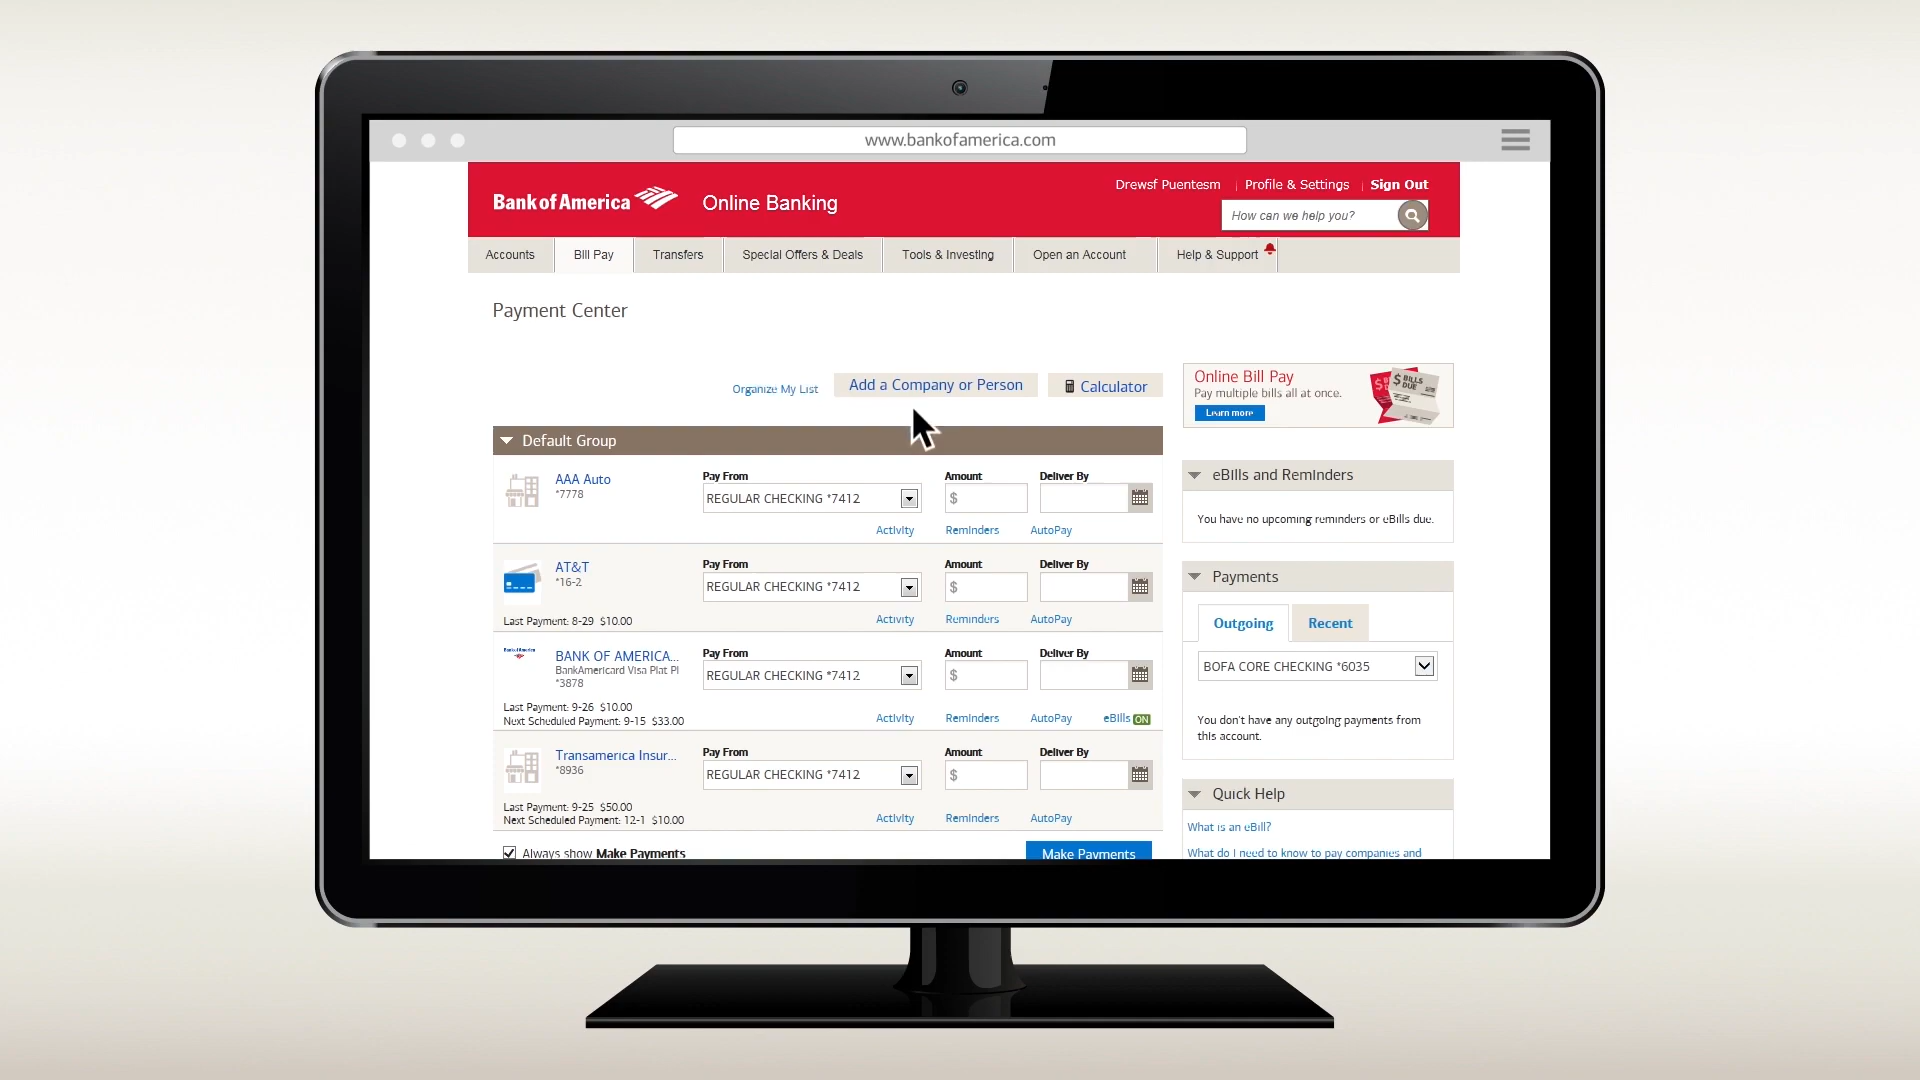 www.bankofamerica.com
Bank of America Online Banking
Drewsf Puentesm | Profile & Settings | Sign Out
How can we help you?
Accounts Bill Pay Transfers Special Offers & Deals Tools & Investing Open an Account Help & Support
Payment Center
Organize My List Add a Company or Person Calculator
Default Group
AAA Auto
*7778
Pay From Amount Deliver By
REGULAR CHECKING *7412 $
Activity Reminders AutoPay
AT&T
*16-2
Pay From Amount Deliver By
REGULAR CHECKING *7412 $
Last Payment: 8-29 $10.00
Activity Reminders AutoPay
Bank of America
BANK OF AMERICA...
BankAmericard Visa Plat Pl
*3878
Pay From Amount Deliver By
REGULAR CHECKING *7412 $
Last Payment: 9-26 $10.00
Next Scheduled Payment: 9-15 $33.00
Activity Reminders AutoPay eBills ON
Transamerica Insur...
*8936
Pay From Amount Deliver By
REGULAR CHECKING *7412 $
Last Payment: 9-25 $50.00
Next Scheduled Payment: 12-1 $10.00
Activity Reminders AutoPay
Always show Make Payments
Make Payments
Online Bill Pay
Pay multiple bills all at once.
Learn more
$ BILLS
DUE
eBills and Reminders
You have no upcoming reminders or eBills due.
Payments
Outgoing Recent
BOFA CORE CHECKING *6035
You don't have any outgoing payments from
this account.
Quick Help
What is an eBill?
What do I need to know to pay companies and